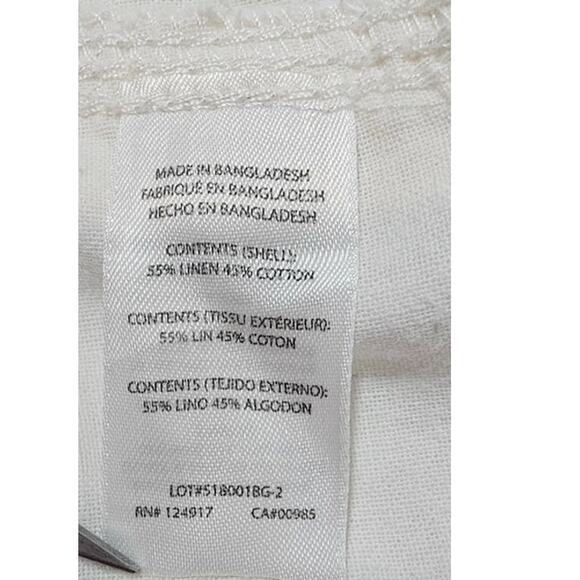 MADE IN BANGLADESH
FABRIQUÉ EN BANGLADESH
HECHO EN BANGLADESH
CONTENTS (SHELL):
55% LINEN 45% COTTON
CONTENTS (TISSU EXTÉRIEUR):
55% LIN 45% COTON
CONTENTS (TEJIDO EXTERNO):
55% LINO 45% ALGODON
LOT#518001BG-2
RN# 124917 CA#00985